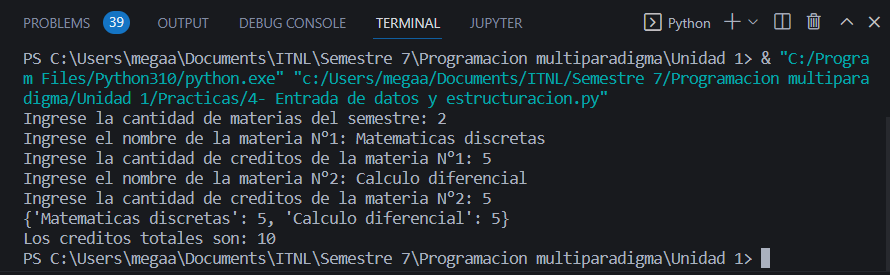 PROBLEMS 39 OUTPUT DEBUG CONSOLE TERMINAL JUPYTER Python
PS C:\Users\megaa\Documents\ITNL\Semestre 7\Programacion multiparadigma\Unidad 1> & "C:/Progra
m Files/Python310/python.exe" "c:/Users/megaa/Documents/ITNL/Semestre 7/Programacion multipara
digma/Unidad 1/Practicas/4- Entrada de datos y estructuracion.py"
Ingrese la cantidad de materias del semestre: 2
Ingrese el nombre de la materia N°1: Matematicas discretas
Ingrese la cantidad de creditos de la materia N°1: 5
Ingrese el nombre de la materia N°2: Calculo diferencial
Ingrese la cantidad de creditos de la materia N°2: 5
{'Matematicas discretas': 5, 'Calculo diferencial': 5}
Los creditos totales son: 10
PS C:\Users\megaa\Documents\ITNL\Semestre 7\Programacion multiparadigma\Unidad 1>